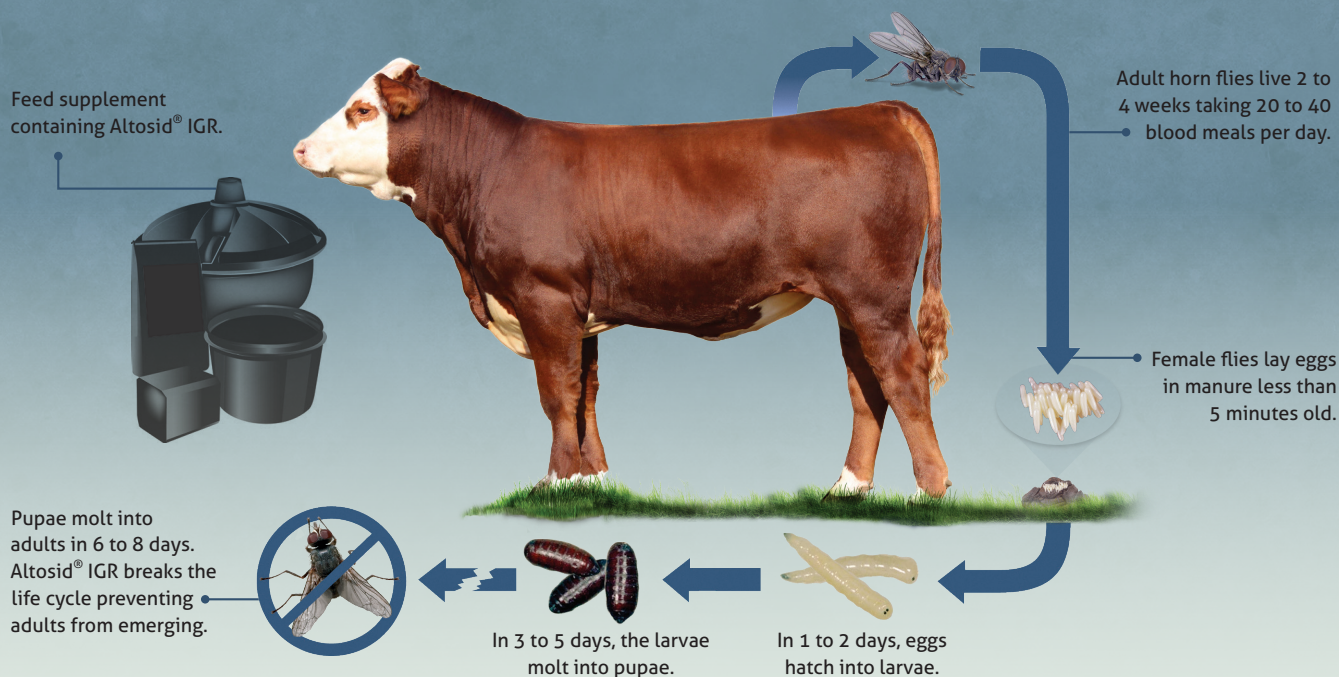 Feed supplement
containing Altosid® IGR.
Adult horn flies live 2 to
4 weeks taking 20 to 40
blood meals per day.
Female flies lay eggs
in manure less than
5 minutes old.
In 1 to 2 days, eggs
hatch into larvae.
In 3 to 5 days, the larvae
molt into pupae.
Pupae molt into
adults in 6 to 8 days.
Altosid® IGR breaks the
life cycle preventing
adults from emerging.